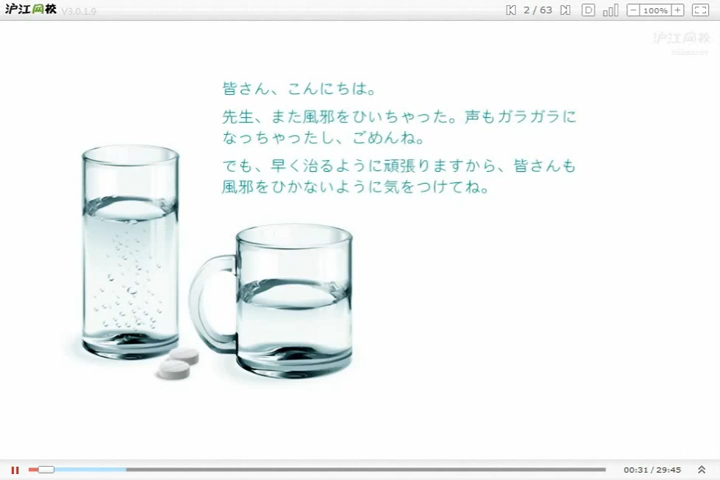 沪江网校 V3.0.1.9
2 / 63
D
100%
沪江网校
皆さん、こんにちは。
先生、また風邪をひいちゃった。声もガラガラに
なっちゃったし、ごめんね。
でも、早く治るように頑張りますから、皆さんも
風邪をひかないように気をつけてね。
00:31 / 29:45